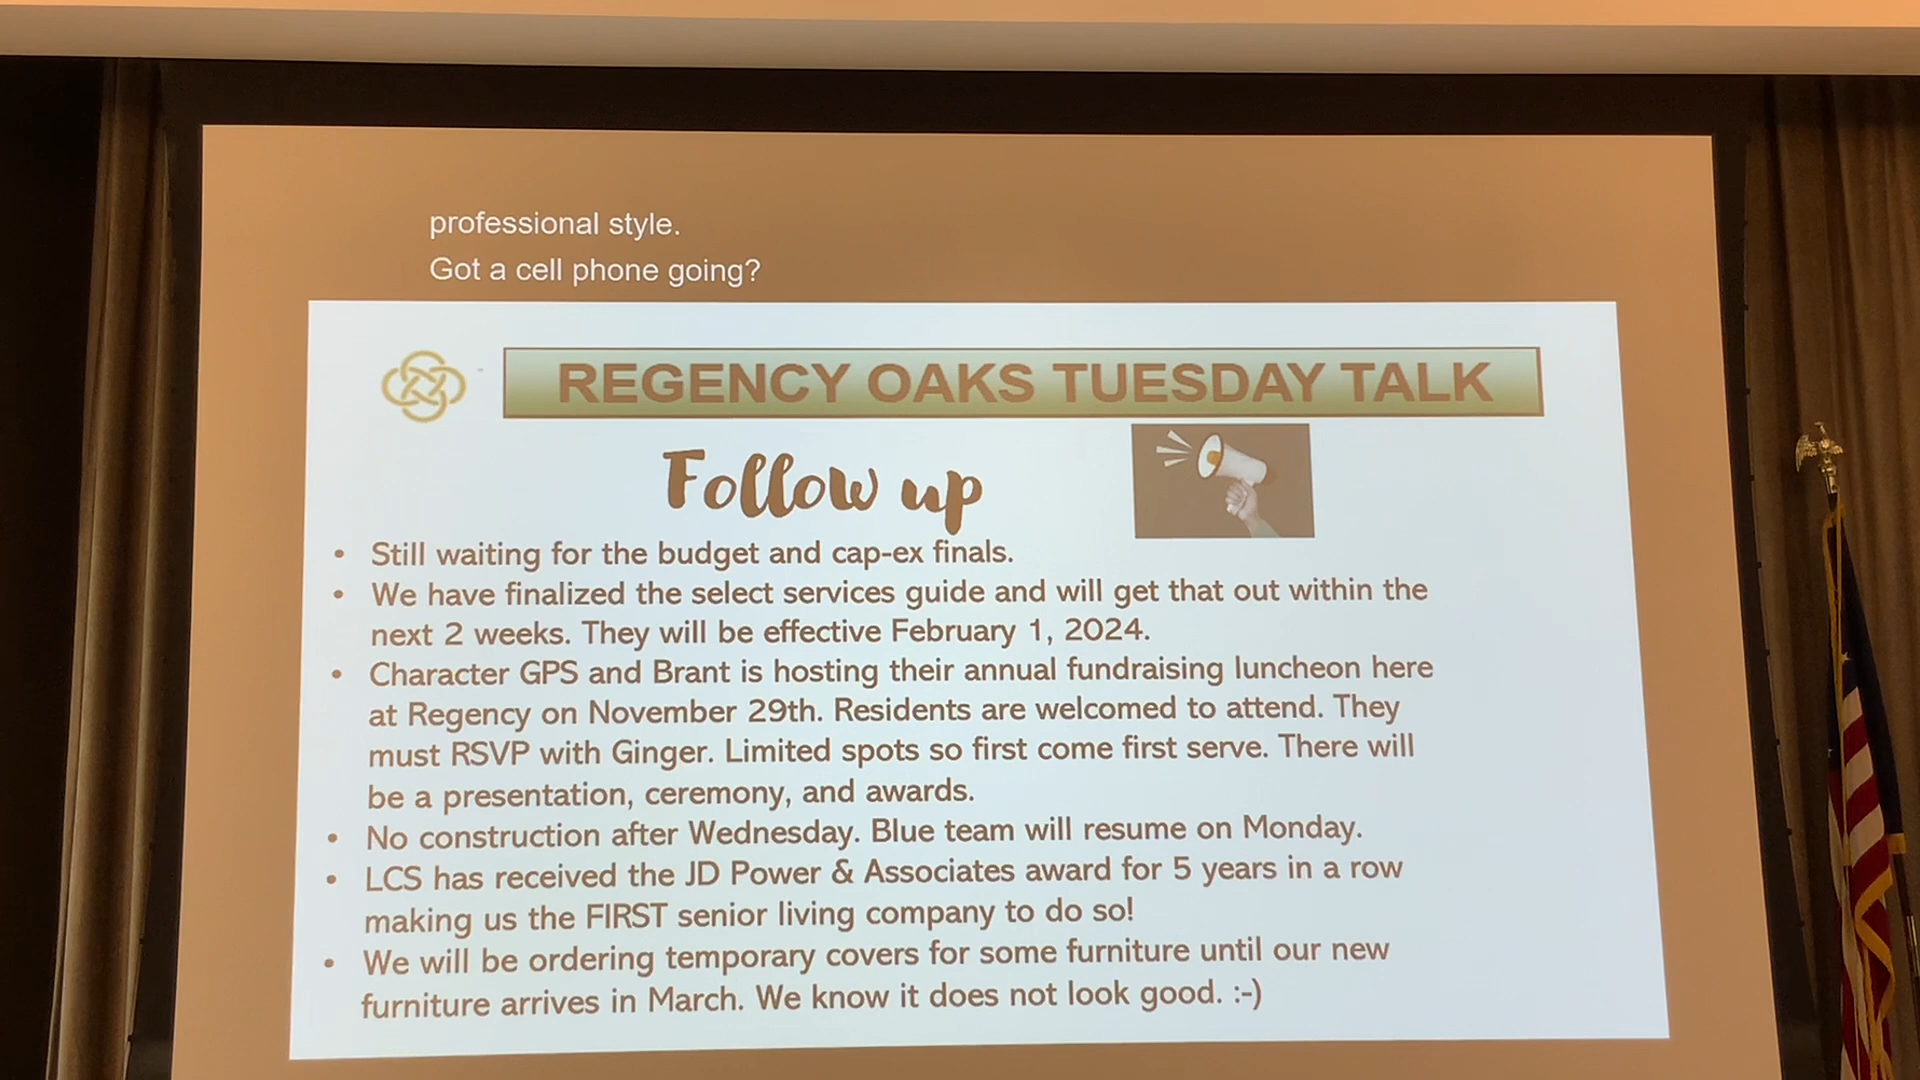 professional style.
Got a cell phone going?
REGENCY OAKS TUESDAY TALK
Follow up
• Still waiting for the budget and cap-ex finals.
• We have finalized the select services guide and will get that out within the
next 2 weeks. They will be effective February 1, 2024.
• Character GPS and Brant is hosting their annual fundraising luncheon here
at Regency on November 29th. Residents are welcomed to attend. They
must RSVP with Ginger. Limited spots so first come first serve. There will
be a presentation, ceremony, and awards.
• No construction after Wednesday. Blue team will resume on Monday.
• LCS has received the JD Power & Associates award for 5 years in a row
making us the FIRST senior living company to do so!
• We will be ordering temporary covers for some furniture until our new
furniture arrives in March. We know it does not look good. :-)